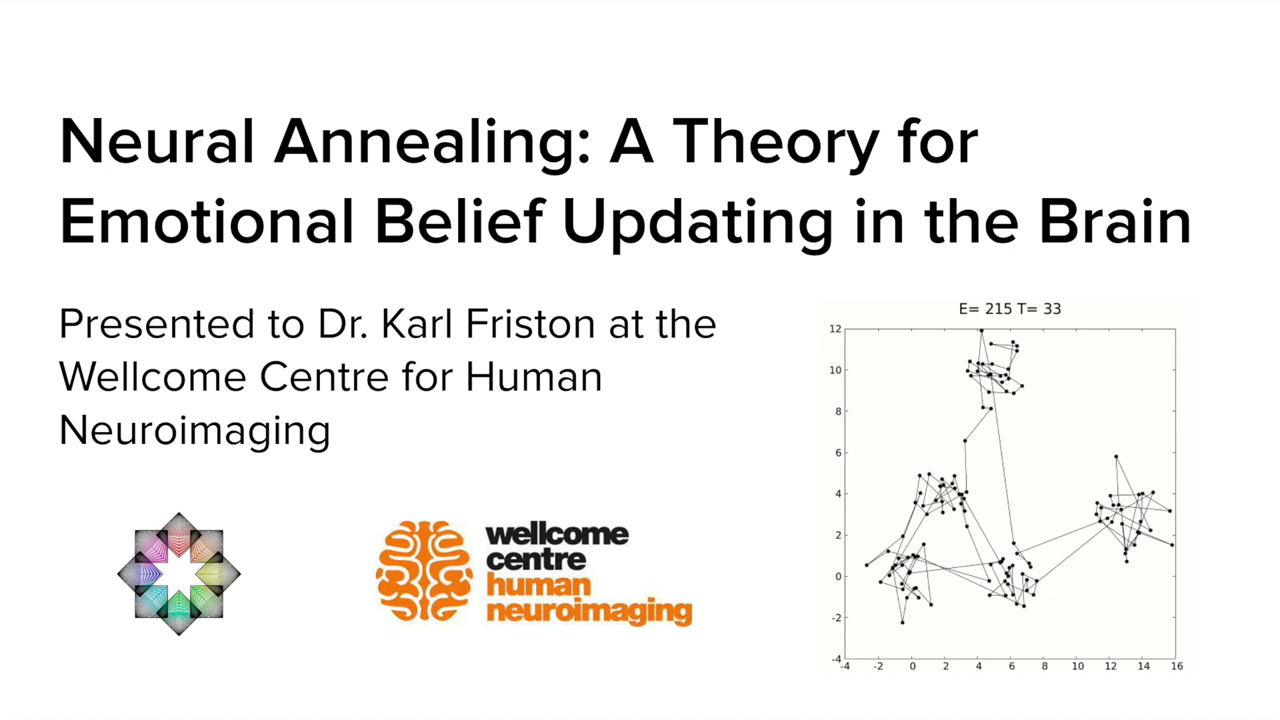 Neural Annealing: A Theory for
Emotional Belief Updating in the Brain
Presented to Dr. Karl Friston at the
Wellcome Centre for Human
Neuroimaging
wellcome
centre
human
neuroimaging
E= 215 T= 33
12
10
8
6
4
2
0
-2
-4
-4 -2 0 2 4 6 8 10 12 14 16